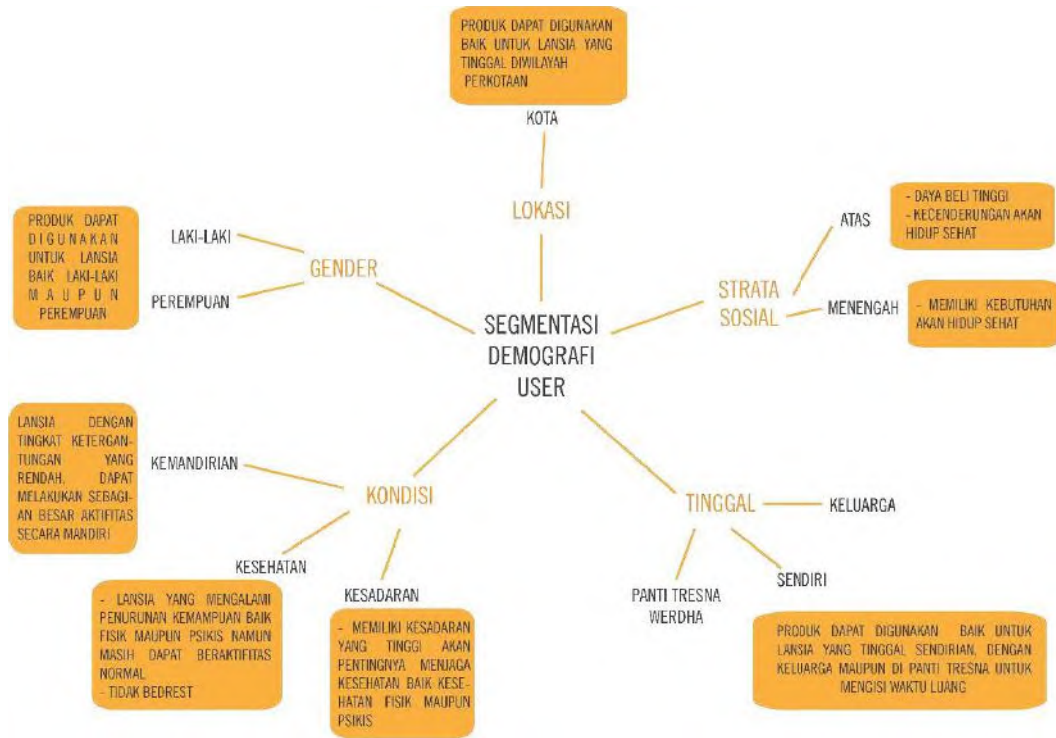 PRODUK DAPAT DIGUNAKAN
BAIK UNTUK LANSIA YANG
TINGGAL DIWILAYAH
PERKOTAAN
KOTA
LOKASI
PRODUK DAPAT
DIGUNAKAN
UNTUK LANSIA
BAIK LAKI-LAKI
MAUPUN
PEREMPUAN
LAKI-LAKI
PEREMPUAN
GENDER
SEGMENTASI
DEMOGRAFI
USER
STRATA
SOSIAL
ATAS
- DAYA BELI TINGGI
- KECENDERUNGAN AKAN
HIDUP SEHAT
MENENGAH
- MEMILIKI KEBUTUHAN
AKAN HIDUP SEHAT
LANSIA DENGAN
TINGKAT KETERGAN-
TUNGAN YANG
RENDAH, DAPAT
MELAKUKAN SEBAGI-
AN BESAR AKTIFITAS
SECARA MANDIRI
KEMANDIRIAN
KONDISI
KESEHATAN
- LANSIA YANG MENGALAMI
PENURUNAN KEMAMPUAN BAIK
FISIK MAUPUN PSIKIS NAMUN
MASIH DAPAT BERAKTIFITAS
NORMAL
- TIDAK BEDREST
KESADARAN
- MEMILIKI KESADARAN
YANG TINGGI AKAN
PENTINGNYA MENJAGA
KESEHATAN BAIK KESE-
HATAN FISIK MAUPUN
PSIKIS
TINGGAL
KELUARGA
SENDIRI
PANTI TRESNA
WERDHA
PRODUK DAPAT DIGUNAKAN BAIK UNTUK
LANSIA YANG TINGGAL SENDIRIAN, DENGAN
KELUARGA MAUPUN DI PANTI TRESNA UNTUK
MENGISI WAKTU LUANG